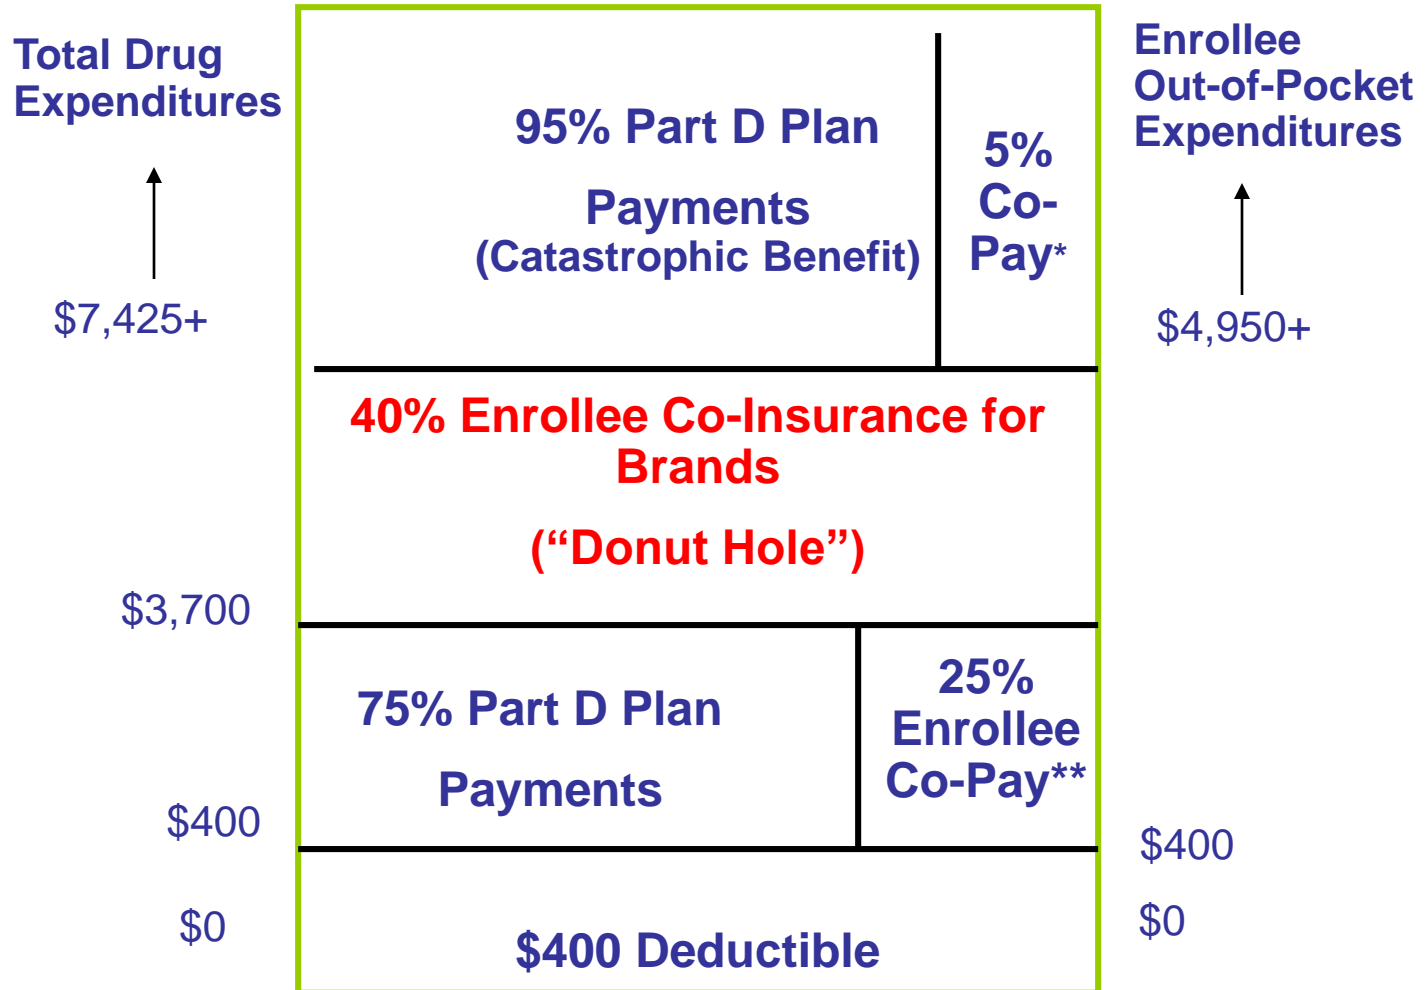 Total Drug
Expenditures
$7,425+
$3,700
$400
$0
95% Part D Plan
Payments
(Catastrophic Benefit)
5%
Co-
Pay*
40% Enrollee Co-Insurance for
Brands
(“Donut Hole”)
75% Part D Plan
Payments
25%
Enrollee
Co-Pay**
$400 Deductible
Enrollee
Out-of-Pocket
Expenditures
$4,950+
$400
$0